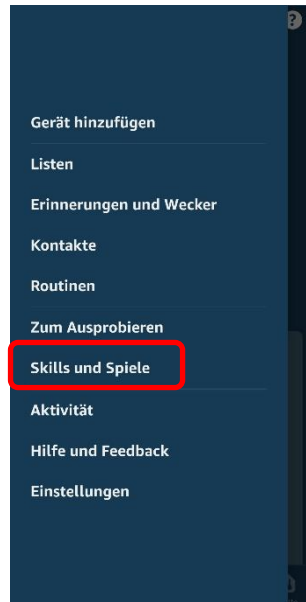 ?
Gerät hinzufügen
Listen
Erinnerungen und Wecker
Kontakte
Routinen
Zum Ausprobieren
Skills und Spiele
Aktivität
Hilfe und Feedback
Einstellungen